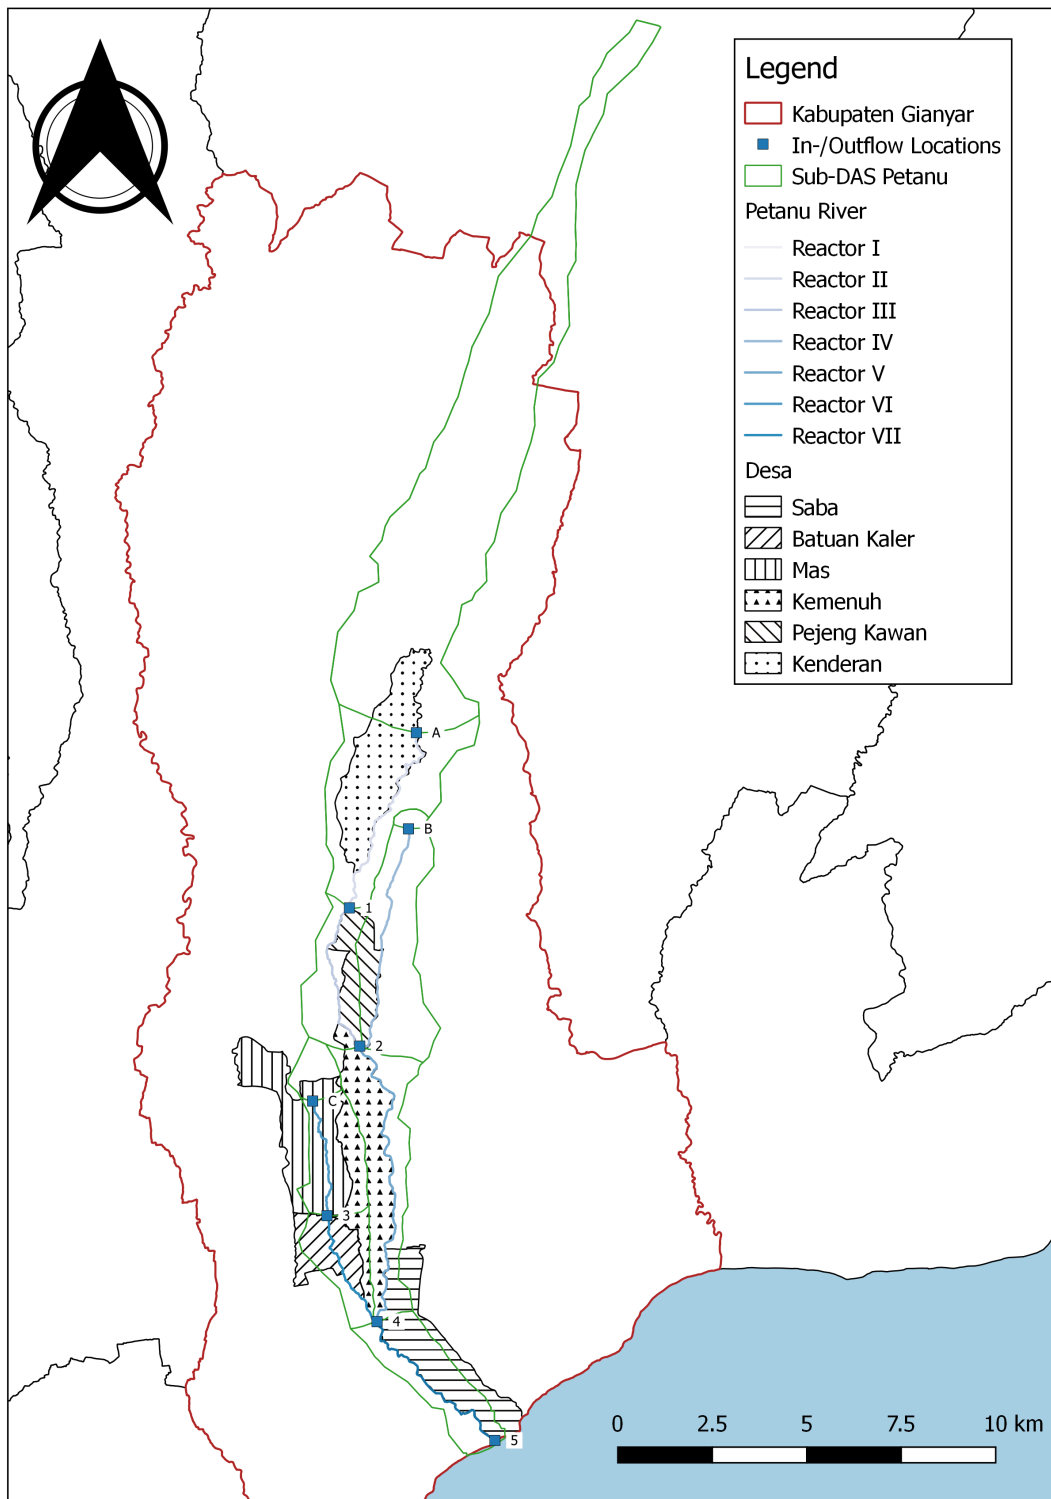 Legend
Kabupaten Gianyar
In-/Outflow Locations
Sub-DAS Petanu
Petanu River
Reactor I
Reactor II
Reactor III
Reactor IV
Reactor V
Reactor VI
Reactor VII
Desa
Saba
Batuan Kaler
Mas
Kemenuh
Pejeng Kawan
Kenderan
A
B
1
2
C
3
4
5
0 2.5 5 7.5 10 km